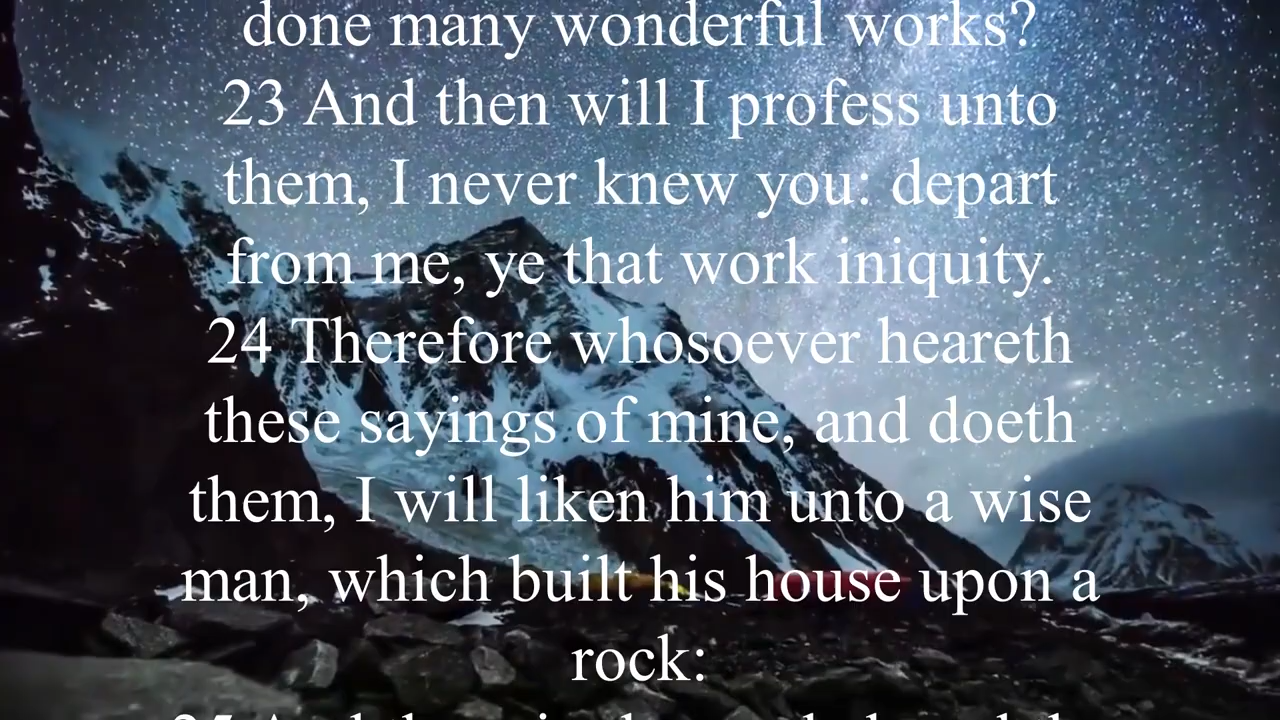 done many wonderful works?
23 And then will I profess unto
them, I never knew you: depart
from me, ye that work iniquity.
24 Therefore whosoever heareth
these sayings of mine, and doeth
them, I will liken him unto a wise
man, which built his house upon a
rock: